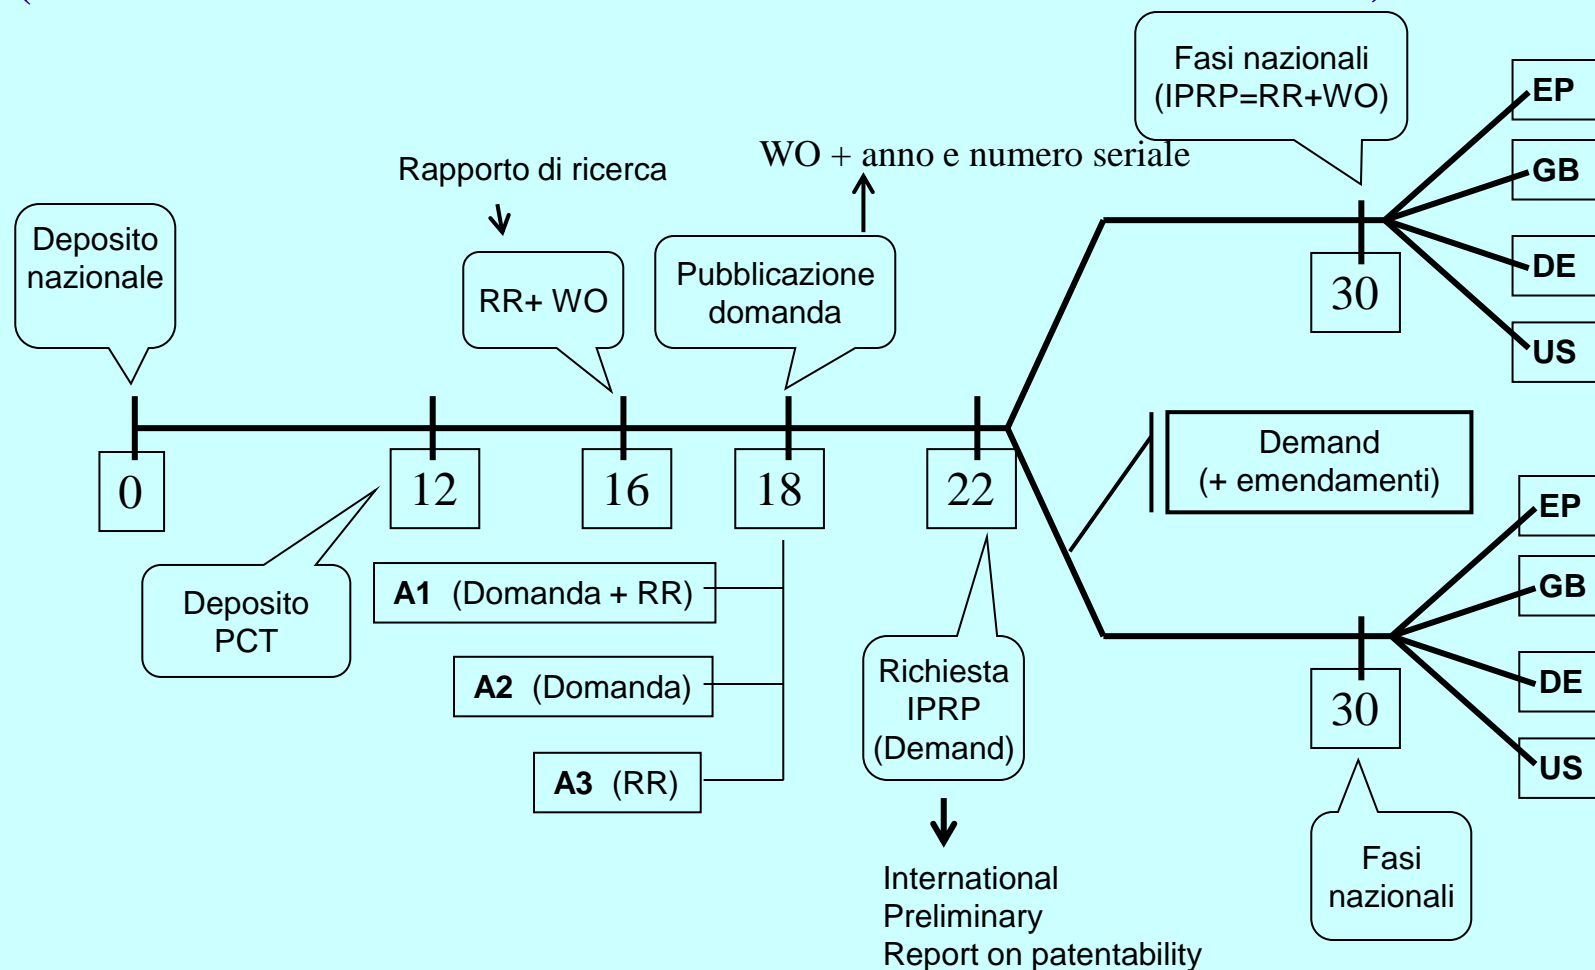 Fasi nazionali
(IPRP=RR+WO)
EP
GB
DE
US
WO + anno e numero seriale
Rapporto di ricerca
Deposito
nazionale
RR+ WO
Pubblicazione
domanda
30
0
12
16
18
22
Demand
(+ emendamenti)
Deposito
PCT
A1 (Domanda + RR)
A2 (Domanda)
A3 (RR)
Richiesta
IPRP
(Demand)
EP
GB
DE
US
30
Fasi
nazionali
International
Preliminary
Report on patentability